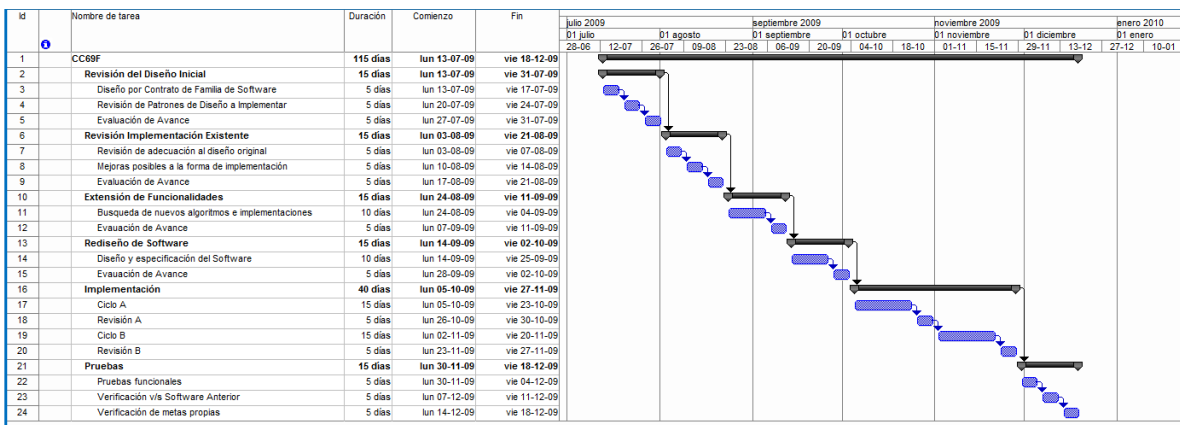 Id Nombre de tarea Duración Comienzo Fin
julio 2009 septiembre 2009 noviembre 2009 enero 2010
01 julio 01 agosto 01 septiembre 01 octubre 01 noviembre 01 diciembre 01 enero
28-06 12-07 26-07 09-08 23-08 06-09 20-09 04-10 18-10 01-11 15-11 29-11 13-12 27-12 10-01
1 CC69F 115 días lun 13-07-09 vie 18-12-09
2 Revisión del Diseño Inicial 15 días lun 13-07-09 vie 31-07-09
3 Diseño por Contrato de Familia de Software 5 días lun 13-07-09 vie 17-07-09
4 Revisión de Patrones de Diseño a Implementar 5 días lun 20-07-09 vie 24-07-09
5 Evaluación de Avance 5 días lun 27-07-09 vie 31-07-09
6 Revisión Implementación Existente 15 días lun 03-08-09 vie 21-08-09
7 Revisión de adecuación al diseño original 5 días lun 03-08-09 vie 07-08-09
8 Mejoras posibles a la forma de implementación 5 días lun 10-08-09 vie 14-08-09
9 Evaluación de Avance 5 días lun 17-08-09 vie 21-08-09
10 Extensión de Funcionalidades 15 días lun 24-08-09 vie 11-09-09
11 Busqueda de nuevos algoritmos e implementaciones 10 días lun 24-08-09 vie 04-09-09
12 Evauación de Avance 5 días lun 07-09-09 vie 11-09-09
13 Rediseño de Software 15 días lun 14-09-09 vie 02-10-09
14 Diseño y especificación del Software 10 días lun 14-09-09 vie 25-09-09
15 Evauación de Avance 5 días lun 28-09-09 vie 02-10-09
16 Implementación 40 días lun 05-10-09 vie 27-11-09
17 Ciclo A 15 días lun 05-10-09 vie 23-10-09
18 Revisión A 5 días lun 26-10-09 vie 30-10-09
19 Ciclo B 15 días lun 02-11-09 vie 20-11-09
20 Revisión B 5 días lun 23-11-09 vie 27-11-09
21 Pruebas 15 días lun 30-11-09 vie 18-12-09
22 Pruebas funcionales 5 días lun 30-11-09 vie 04-12-09
23 Verificación v/s Software Anterior 5 días lun 07-12-09 vie 11-12-09
24 Verificación de metas propias 5 días lun 14-12-09 vie 18-12-09